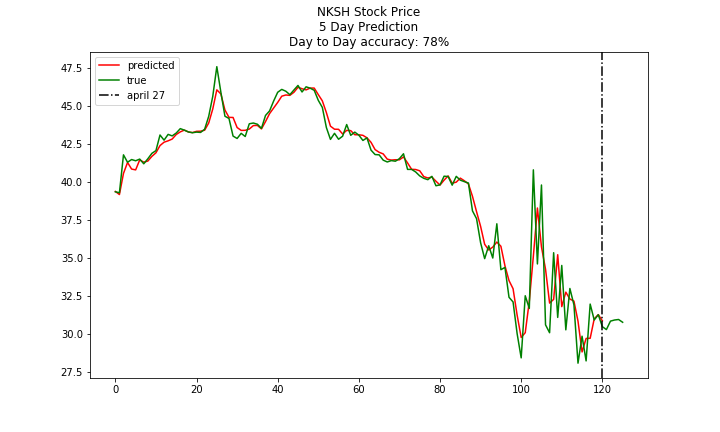 NKSH Stock Price
5 Day Prediction
Day to Day accuracy: 78%
predicted
true
april 27
47.5
45.0
42.5
40.0
37.5
35.0
32.5
30.0
27.5
0 20 40 60 80 100 120